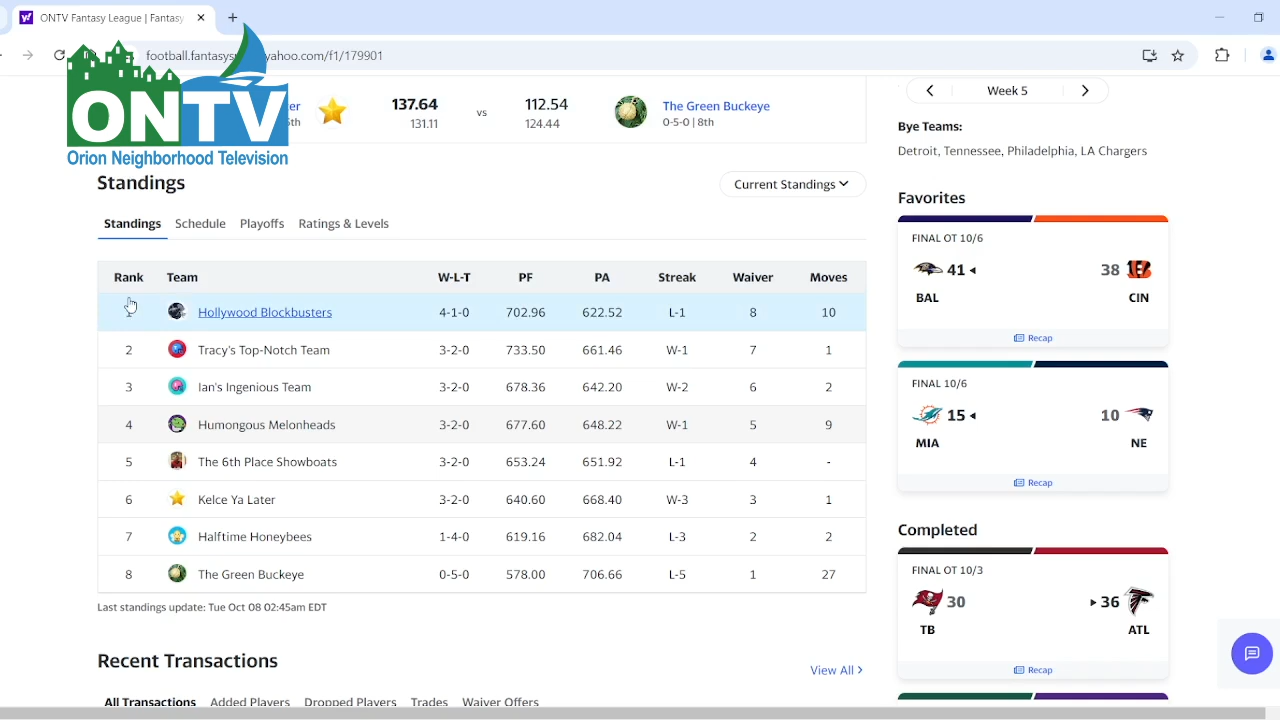 ONTV Fantasy League | Fantasy
yahoo.com/f1/179901
football.fantasys
ONTV
Orion Neighborhood Television
137.64 vs 112.54 The Green Buckeye
131.11 124.44 0-5-0 | 8th
Week 5
Bye Teams:
Detroit, Tennessee, Philadelphia, LA Chargers
Standings
Current Standings
Standings Schedule Playoffs Ratings & Levels
Rank Team W-L-T PF PA Streak Waiver Moves
Hollywood Blockbusters 4-1-0 702.96 622.52 L-1 8 10
2 Tracy's Top-Notch Team 3-2-0 733.50 661.46 W-1 7 1
3 Ian's Ingenious Team 3-2-0 678.36 642.20 W-2 6 2
4 Humongous Melonheads 3-2-0 677.60 648.22 W-1 5 9
5 The 6th Place Showboats 3-2-0 653.24 651.92 L-1 4 -
6 Kelce Ya Later 3-2-0 640.60 668.40 W-3 3 1
7 Halftime Honeybees 1-4-0 619.16 682.04 L-3 2 2
8 The Green Buckeye 0-5-0 578.00 706.66 L-5 1 27
Last standings update: Tue Oct 08 02:45am EDT
Recent Transactions
View All
All Transactions Added Players Dropped Players Trades Waiver Offers
Favorites
FINAL OT 10/6
41 38
BAL CIN
Recap
FINAL 10/6
15 10
MIA NE
Recap
Completed
FINAL OT 10/3
30 36
TB ATL
Recap